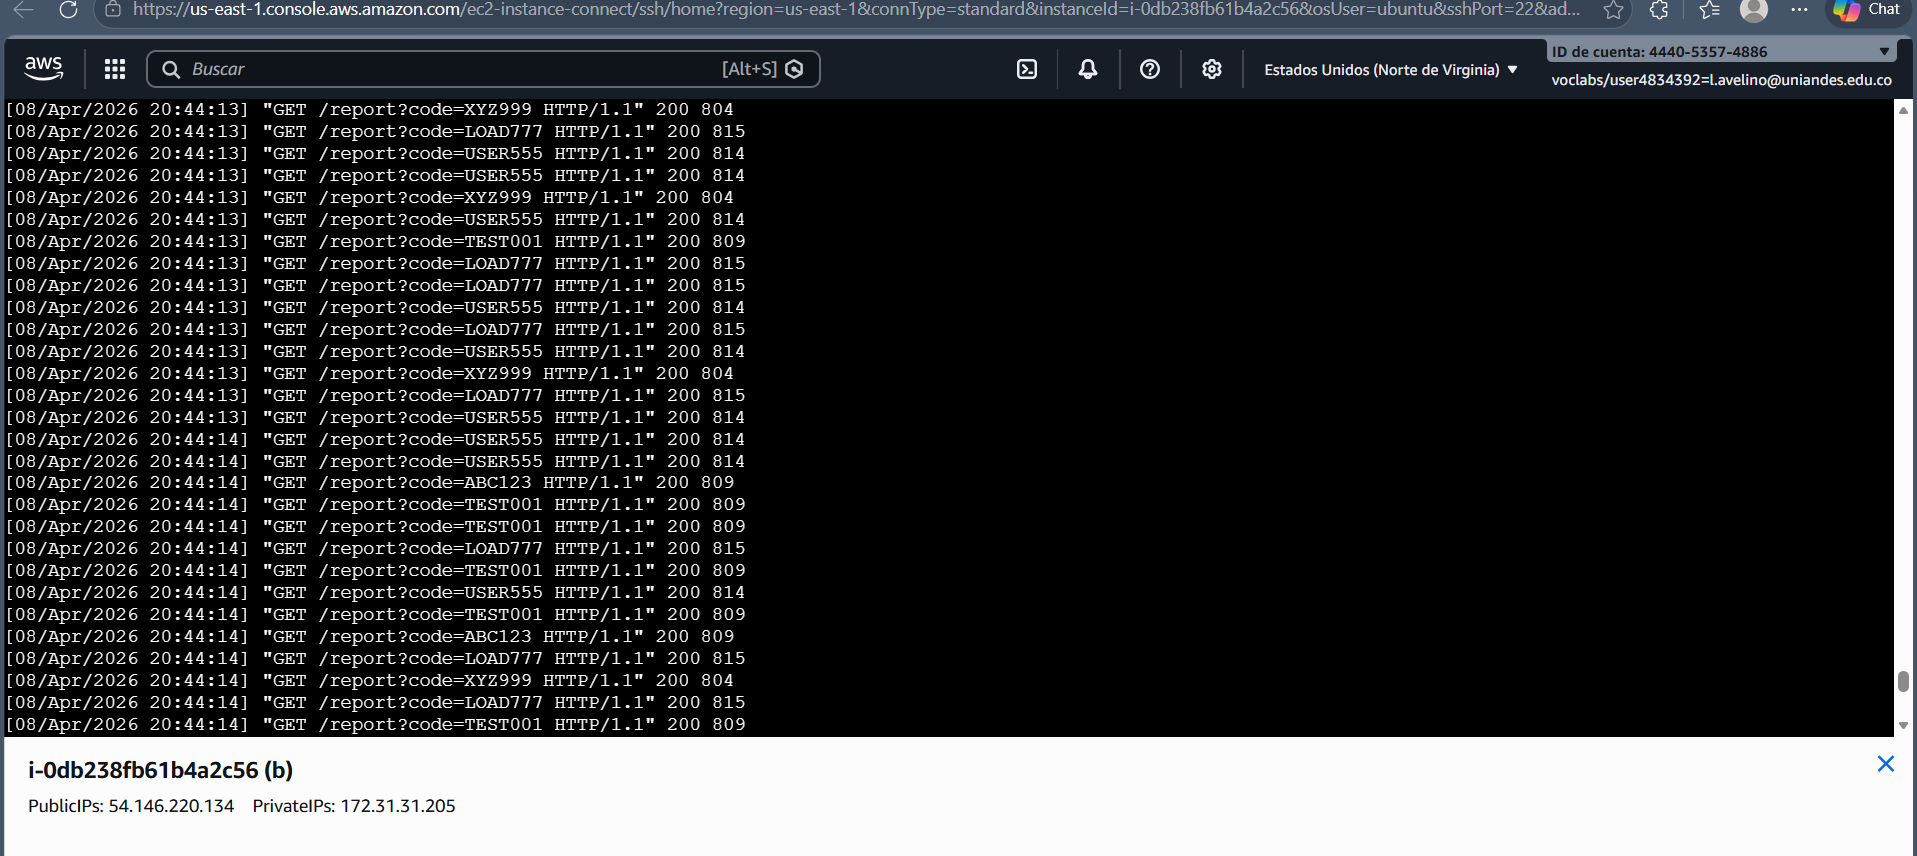 https://us-east-1.console.aws.amazon.com/ec2-instance-connect/ssh/home?region=us-east-1&connType=standard&instanceId=i-0db238fb61b4a2c56&osUser=ubuntu&sshPort=22&ad...
Chat
aws
Buscar [Alt+S]
Estados Unidos (Norte de Virginia)
ID de cuenta: 4440-5357-4886
voclabs/user4834392=l.avelino@uniandes.edu.co
[08/Apr/2026 20:44:13] "GET /report?code=XYZ999 HTTP/1.1" 200 804
[08/Apr/2026 20:44:13] "GET /report?code=LOAD777 HTTP/1.1" 200 815
[08/Apr/2026 20:44:13] "GET /report?code=USER555 HTTP/1.1" 200 814
[08/Apr/2026 20:44:13] "GET /report?code=USER555 HTTP/1.1" 200 814
[08/Apr/2026 20:44:13] "GET /report?code=XYZ999 HTTP/1.1" 200 804
[08/Apr/2026 20:44:13] "GET /report?code=USER555 HTTP/1.1" 200 814
[08/Apr/2026 20:44:13] "GET /report?code=TEST001 HTTP/1.1" 200 809
[08/Apr/2026 20:44:13] "GET /report?code=LOAD777 HTTP/1.1" 200 815
[08/Apr/2026 20:44:13] "GET /report?code=LOAD777 HTTP/1.1" 200 815
[08/Apr/2026 20:44:13] "GET /report?code=USER555 HTTP/1.1" 200 814
[08/Apr/2026 20:44:13] "GET /report?code=LOAD777 HTTP/1.1" 200 815
[08/Apr/2026 20:44:13] "GET /report?code=USER555 HTTP/1.1" 200 814
[08/Apr/2026 20:44:13] "GET /report?code=XYZ999 HTTP/1.1" 200 804
[08/Apr/2026 20:44:13] "GET /report?code=LOAD777 HTTP/1.1" 200 815
[08/Apr/2026 20:44:13] "GET /report?code=USER555 HTTP/1.1" 200 814
[08/Apr/2026 20:44:14] "GET /report?code=USER555 HTTP/1.1" 200 814
[08/Apr/2026 20:44:14] "GET /report?code=USER555 HTTP/1.1" 200 814
[08/Apr/2026 20:44:14] "GET /report?code=ABC123 HTTP/1.1" 200 809
[08/Apr/2026 20:44:14] "GET /report?code=TEST001 HTTP/1.1" 200 809
[08/Apr/2026 20:44:14] "GET /report?code=TEST001 HTTP/1.1" 200 809
[08/Apr/2026 20:44:14] "GET /report?code=LOAD777 HTTP/1.1" 200 815
[08/Apr/2026 20:44:14] "GET /report?code=TEST001 HTTP/1.1" 200 809
[08/Apr/2026 20:44:14] "GET /report?code=USER555 HTTP/1.1" 200 814
[08/Apr/2026 20:44:14] "GET /report?code=TEST001 HTTP/1.1" 200 809
[08/Apr/2026 20:44:14] "GET /report?code=ABC123 HTTP/1.1" 200 809
[08/Apr/2026 20:44:14] "GET /report?code=LOAD777 HTTP/1.1" 200 815
[08/Apr/2026 20:44:14] "GET /report?code=XYZ999 HTTP/1.1" 200 804
[08/Apr/2026 20:44:14] "GET /report?code=LOAD777 HTTP/1.1" 200 815
[08/Apr/2026 20:44:14] "GET /report?code=TEST001 HTTP/1.1" 200 809
i-0db238fb61b4a2c56 (b)
PublicIPs: 54.146.220.134 PrivateIPs: 172.31.31.205